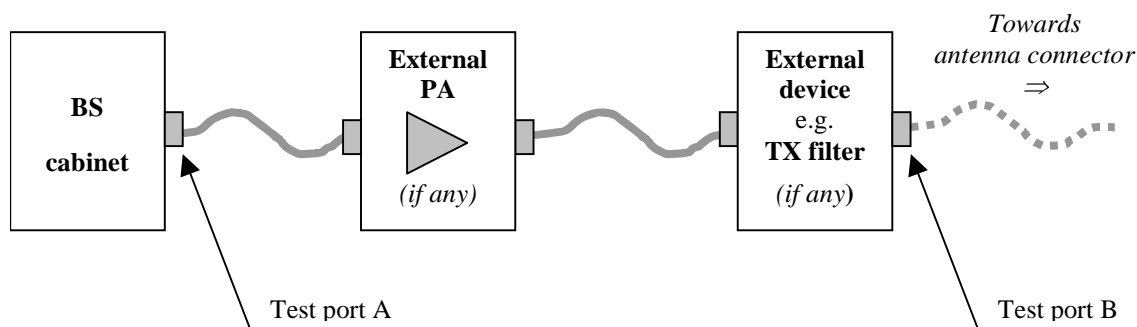 BS
cabinet
External
PA
(if any)
External
device
e.g.
TX filter
(if any)
Towards
antenna connector
⇒
Test port A
Test port B